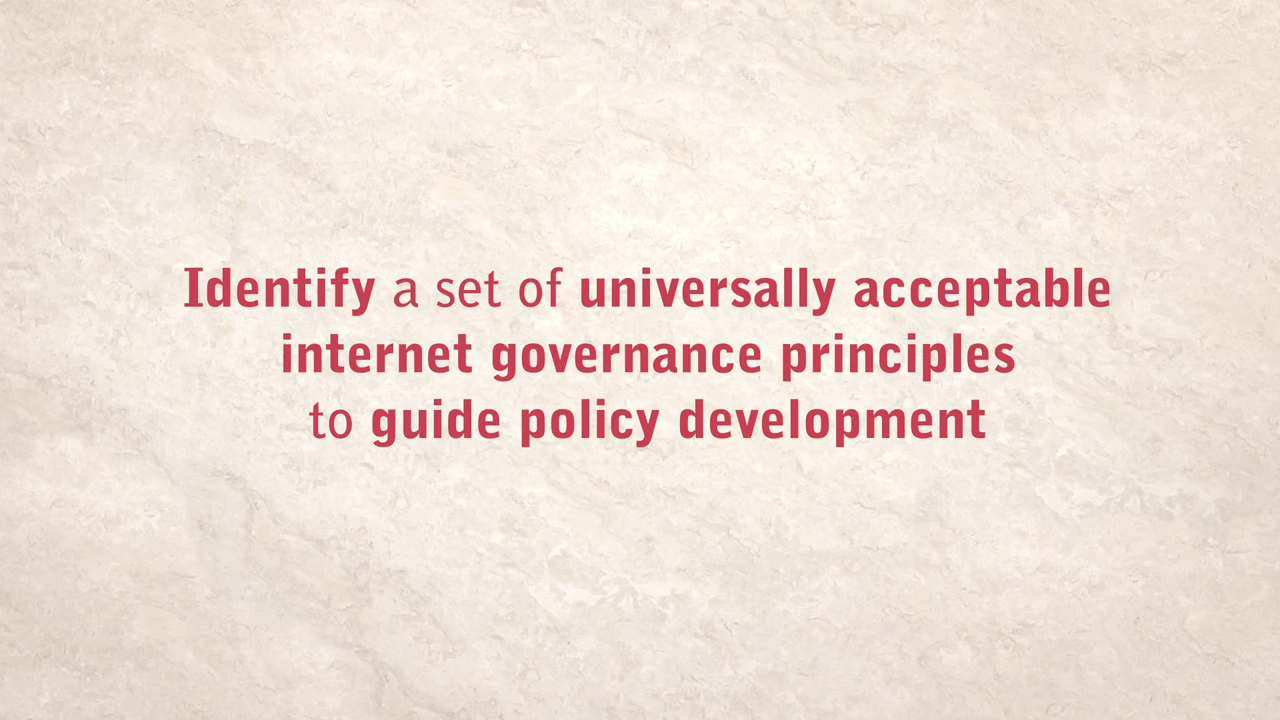 Identify a set of universally acceptable
internet governance principles
to guide policy development